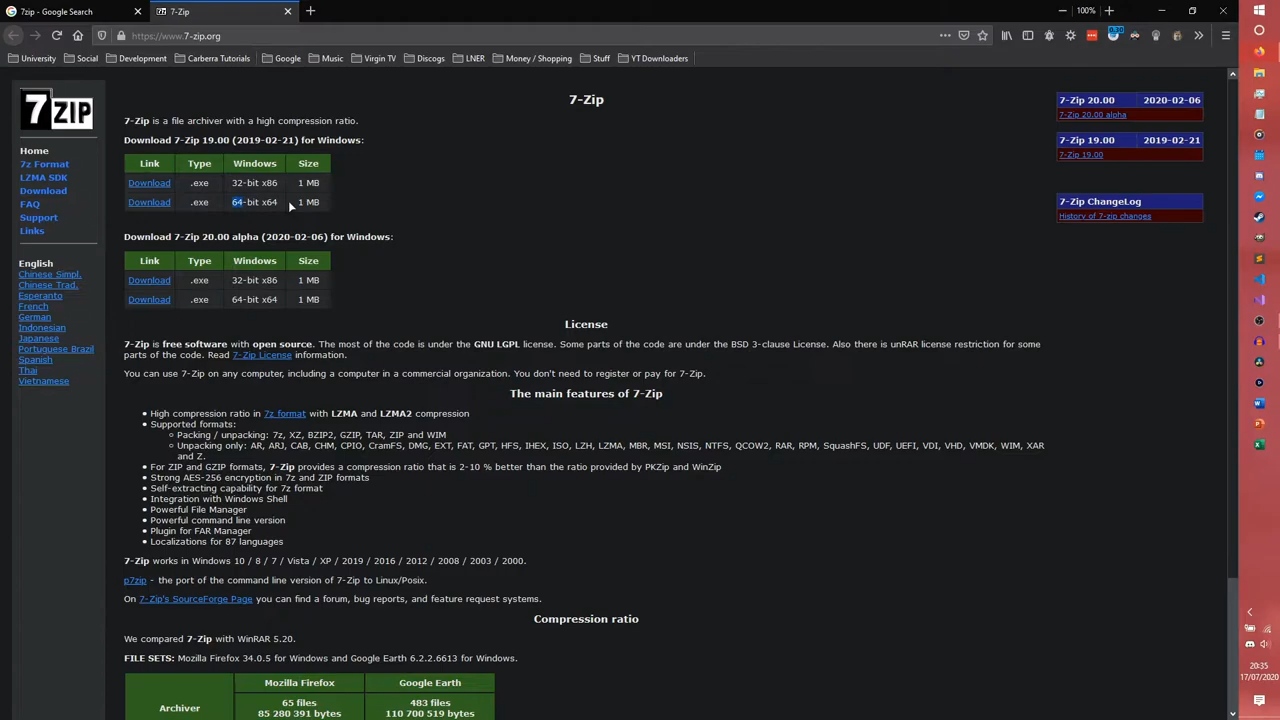 7zip - Google Search
7-Zip
https://www.7-zip.org
100%
University
Social
Development
Carberra Tutorials
Google
Music
Virgin TV
Discogs
LNER
Money / Shopping
Stuff
YT Downloaders
7ZIP
Home
7z Format
LZMA SDK
Download
FAQ
Support
Links
English
Chinese Simpl.
Chinese Trad.
Esperanto
French
German
Indonesian
Japanese
Portuguese Brazil
Spanish
Thai
Vietnamese
7-Zip
7-Zip is a file archiver with a high compression ratio.
Download 7-Zip 19.00 (2019-02-21) for Windows:
Link Type Windows Size
Download .exe 32-bit x86 1 MB
Download .exe 64-bit x64 1 MB
Download 7-Zip 20.00 alpha (2020-02-06) for Windows:
Link Type Windows Size
Download .exe 32-bit x86 1 MB
Download .exe 64-bit x64 1 MB
License
7-Zip is free software with open source. The most of the code is under the GNU LGPL license. Some parts of the code are under the BSD 3-clause License. Also there is unRAR license restriction for some
parts of the code. Read 7-Zip License information.
You can use 7-Zip on any computer, including a computer in a commercial organization. You don't need to register or pay for 7-Zip.
The main features of 7-Zip
High compression ratio in 7z format with LZMA and LZMA2 compression
Supported formats:
Packing / unpacking: 7z, XZ, BZIP2, GZIP, TAR, ZIP and WIM
Unpacking only: AR, ARJ, CAB, CHM, CPIO, CramFS, DMG, EXT, FAT, GPT, HFS, IHEX, ISO, LZH, LZMA, MBR, MSI, NSIS, NTFS, QCOW2, RAR, RPM, SquashFS, UDF, UEFI, VDI, VHD, VMDK, WIM, XAR
and Z.
For ZIP and GZIP formats, 7-Zip provides a compression ratio that is 2-10 % better than the ratio provided by PKZip and WinZip
Strong AES-256 encryption in 7z and ZIP formats
Self-extracting capability for 7z format
Integration with Windows Shell
Powerful File Manager
Powerful command line version
Plugin for FAR Manager
Localizations for 87 languages
7-Zip works in Windows 10 / 8 / 7 / Vista / XP / 2019 / 2016 / 2012 / 2008 / 2003 / 2000.
p7zip - the port of the command line version of 7-Zip to Linux/Posix.
On 7-Zip's SourceForge Page you can find a forum, bug reports, and feature request systems.
Compression ratio
We compared 7-Zip with WinRAR 5.20.
FILE SETS: Mozilla Firefox 34.0.5 for Windows and Google Earth 6.2.2.6613 for Windows.
Mozilla Firefox Google Earth
Archiver
65 files 483 files
85 280 391 bytes 110 700 519 bytes
7-Zip 20.00 2020-02-06
7-Zip 20.00 alpha
7-Zip 19.00 2019-02-21
7-Zip 19.00
7-Zip ChangeLog
History of 7-zip changes
20:35
17/07/2020